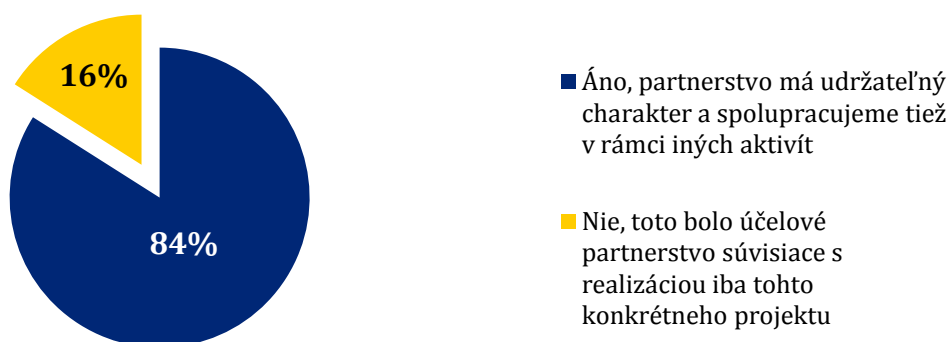 16%
84%
Áno, partnerstvo má udržateľný
charakter a spolupracujeme tiež
v rámci iných aktivít
Nie, toto bolo účelové
partnerstvo súvisiace s
realizáciou iba tohto
konkrétneho projektu